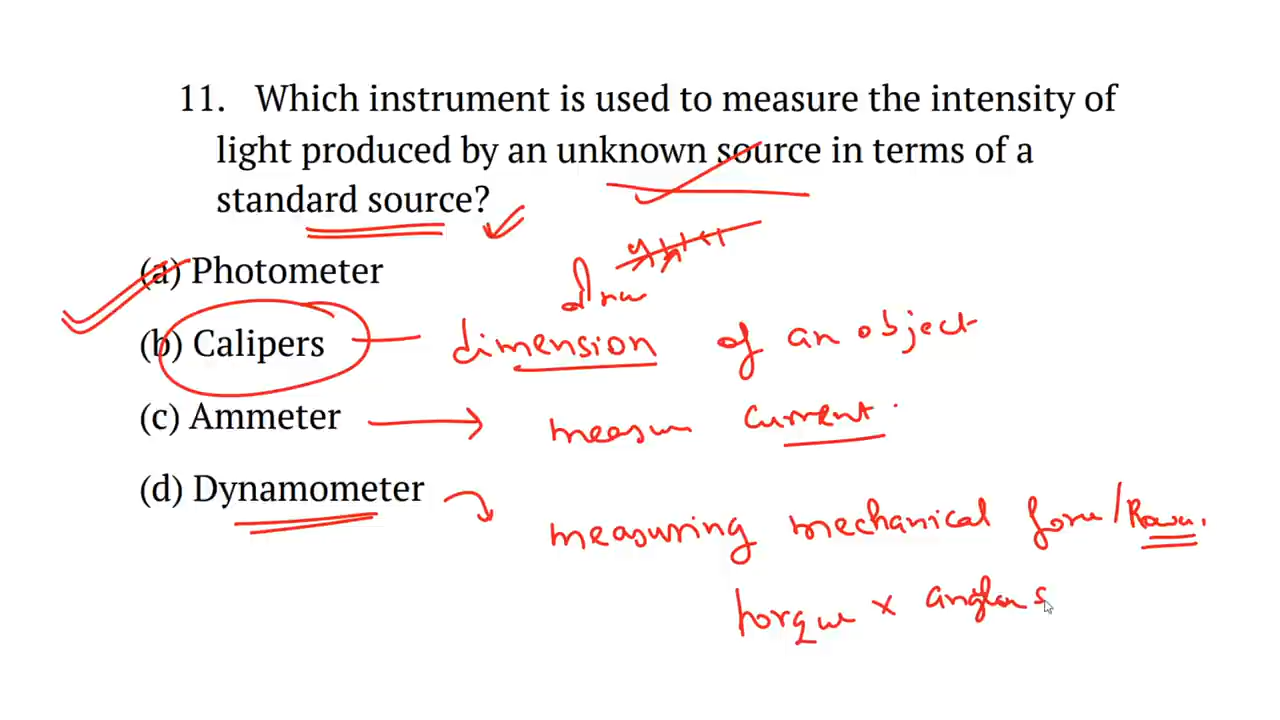 11. Which instrument is used to measure the intensity of
light produced by an unknown source in terms of a
standard source?
(a) Photometer
(b) Calipers dimension of an object
(c) Ammeter measure current.
(d) Dynamometer
measuring mechanical force/
torque x